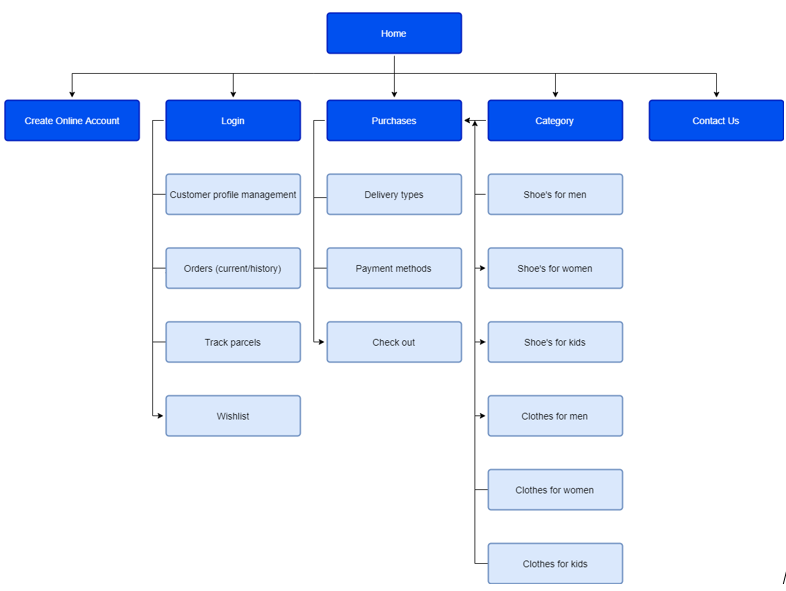 Home
Create Online Account
Login
Purchases
Category
Contact Us
Customer profile management
Delivery types
Shoe's for men
Orders (current/history)
Payment methods
Shoe's for women
Track parcels
Check out
Shoe's for kids
Wishlist
Clothes for men
Clothes for women
Clothes for kids